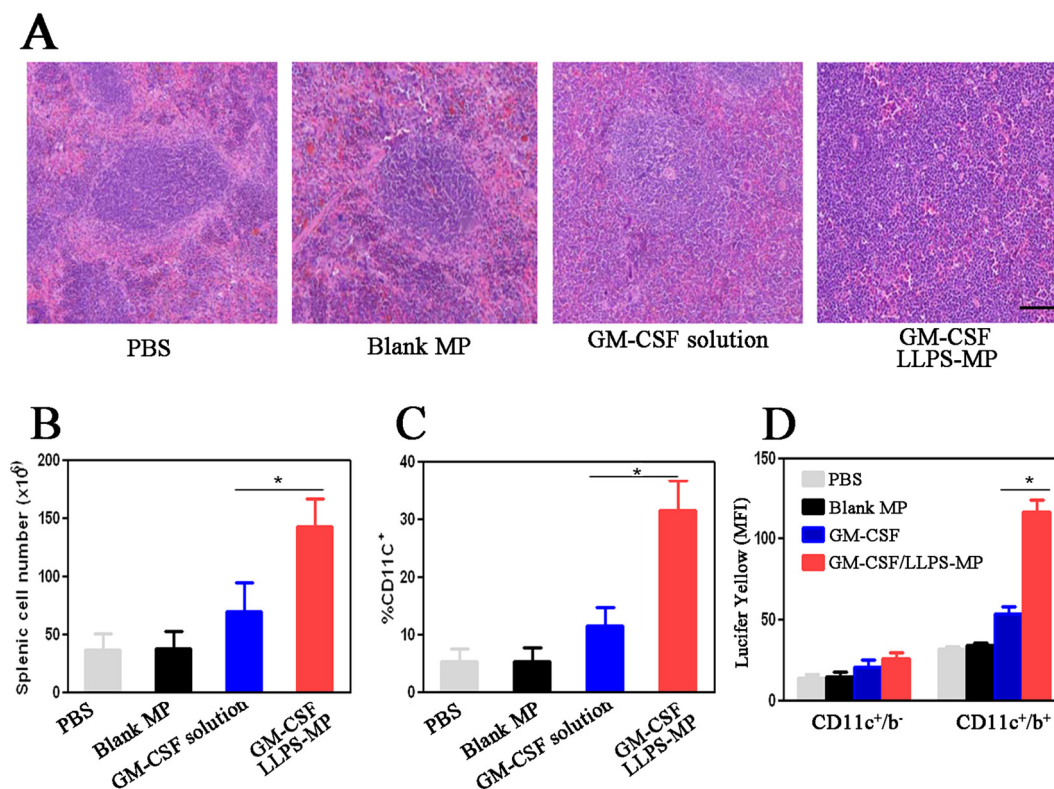 A
PBS
Blank MP
GM-CSF solution
GM-CSF
LLPS-MP
B
Splenic cell number (×10⁶)
200
150
100
50
0
*
PBS
Blank MP
GM-CSF solution
GM-CSF
LLPS-MP
C
%CD11C⁺
40
30
20
10
0
*
PBS
Blank MP
GM-CSF solution
GM-CSF
LLPS-MP
D
Lucifer Yellow (MFI)
150
100
50
0
PBS
Blank MP
GM-CSF
GM-CSF/LLPS-MP
*
CD11c⁺/b⁻
CD11c⁺/b⁺